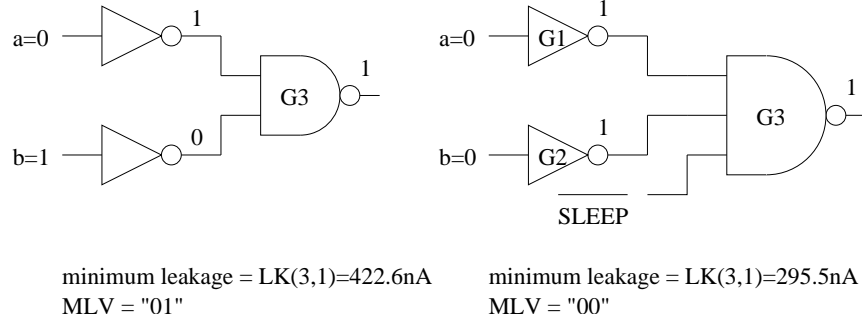 1
a=0
G3
1
0
b=1
minimum leakage = LK(3,1)=422.6nA
MLV = "01"
1
a=0
G1
1
G3
1
b=0
G2
SLEEP
minimum leakage = LK(3,1)=295.5nA
MLV = "00"